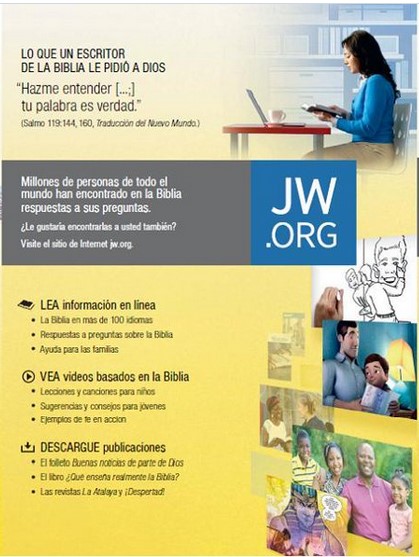 LO QUE UN ESCRITOR
DE LA BIBLIA LE PIDIÓ A DIOS
“Hazme entender [...;]
tu palabra es verdad.”
(Salmo 119:144, 160, Traducción del Nuevo Mundo.)
Millones de personas de todo el
mundo han encontrado en la Biblia
respuestas a sus preguntas.
¿Le gustaria encontrarlas a usted también?
Visite el sitio de Internet jw.org.
JW
.ORG
LEA información en línea
• La Biblia en más de 100 idiomas
• Respuestas a preguntas sobre la Biblia
• Ayuda para las familias
VEA videos basados en la Biblia
• Lecciones y canciones para niños
• Sugerencias y consejos para jóvenes
• Ejemplos de fe en accion
DESCARGUE publicaciones
• El folleto Buenas noticias de parte de Dios
• El libro ¿Qué enseña realmente la Biblia?
• Las revistas La Atalaya y ¡Despertad!